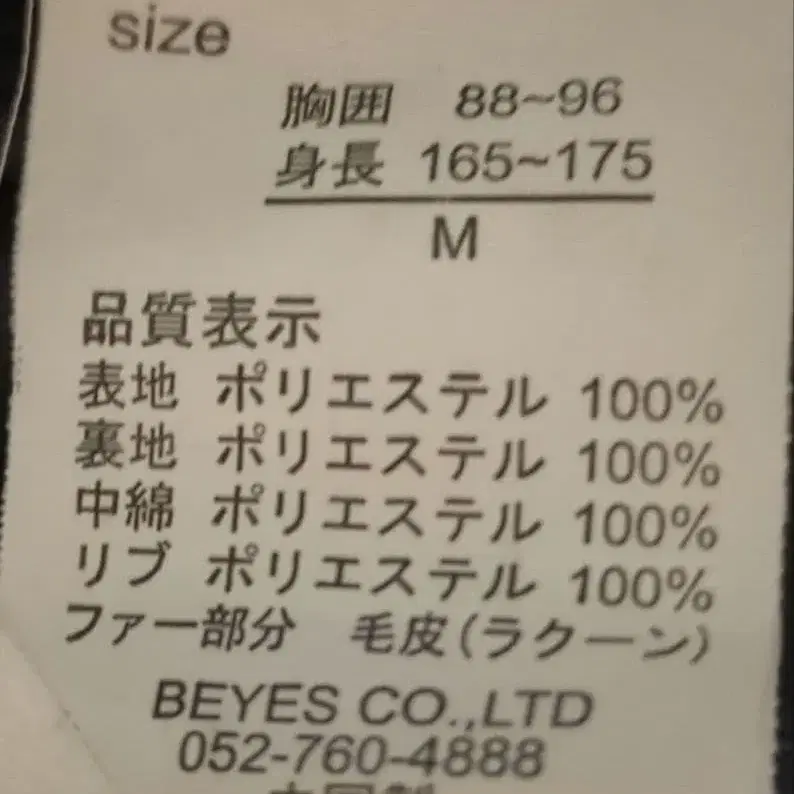 size
胸囲 88~96
身長 165~175
M
品質表示
表地 ポリエステル 100%
裏地 ポリエステル 100%
中綿 ポリエステル 100%
リブ ポリエステル 100%
ファー部分 毛皮(ラクーン)
BEYES CO.,LTD
052-760-4888